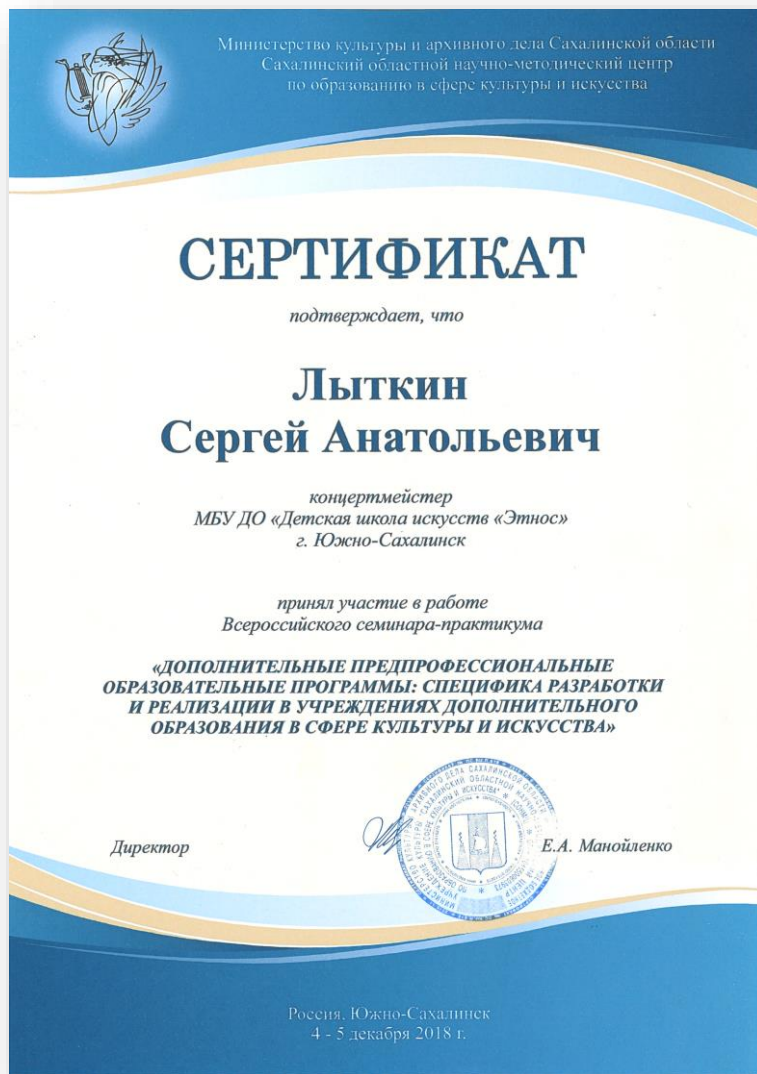 Министерство культуры и архивного дела Сахалинской области
Сахалинский областной научно-методический центр
по образованию в сфере культуры и искусства
СЕРТИФИКАТ
подтверждает, что
Лыткин
Сергей Анатольевич
концертмейстер
МБУ ДО «Детская школа искусств «Этнос»
г. Южно-Сахалинск
принял участие в работе
Всероссийского семинара-практикума
«ДОПОЛНИТЕЛЬНЫЕ ПРЕДПРОФЕССИОНАЛЬНЫЕ
ОБРАЗОВАТЕЛЬНЫЕ ПРОГРАММЫ: СПЕЦИФИКА РАЗРАБОТКИ
И РЕАЛИЗАЦИИ В УЧРЕЖДЕНИЯХ ДОПОЛНИТЕЛЬНОГО
ОБРАЗОВАНИЯ В СФЕРЕ КУЛЬТУРЫ И ИСКУССТВА»
Директор
Е.А. Манойленко
Россия, Южно-Сахалинск
4 - 5 декабря 2018 г.